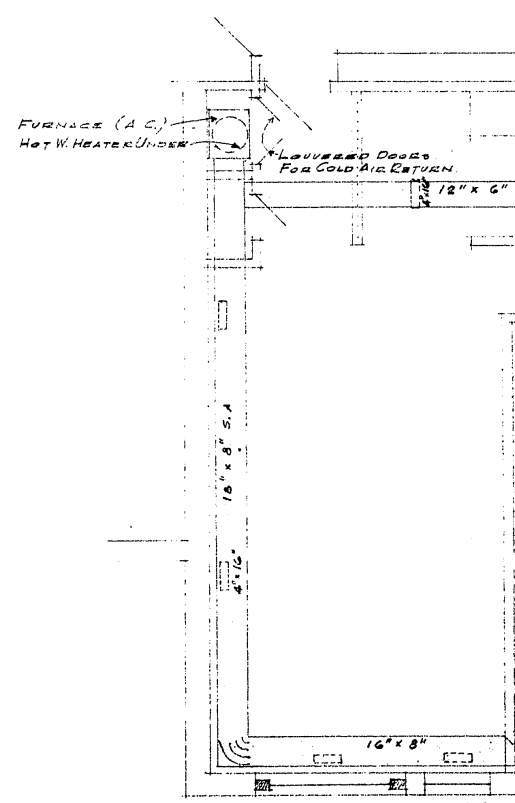 FURNACE (A.C.)
HOT W. HEATER UNDER
LOUVERED DOORS
FOR COLD AIR RETURN.
4"x16"
12" x 6"
18" x 8" S.A.
4"x16"
16" x 8"